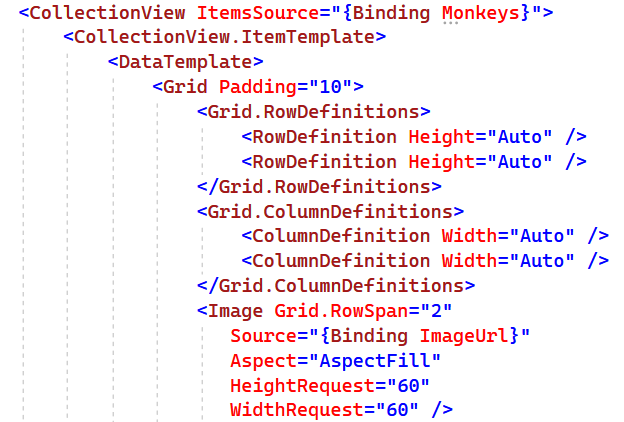 <CollectionView ItemsSource="{Binding Monkeys}">
<CollectionView.ItemTemplate>
<DataTemplate>
<Grid Padding="10">
<Grid.RowDefinitions>
<RowDefinition Height="Auto" />
<RowDefinition Height="Auto" />
</Grid.RowDefinitions>
<Grid.ColumnDefinitions>
<ColumnDefinition Width="Auto" />
<ColumnDefinition Width="Auto" />
</Grid.ColumnDefinitions>
<Image Grid.RowSpan="2"
Source="{Binding ImageUrl}"
Aspect="AspectFill"
HeightRequest="60"
WidthRequest="60" />